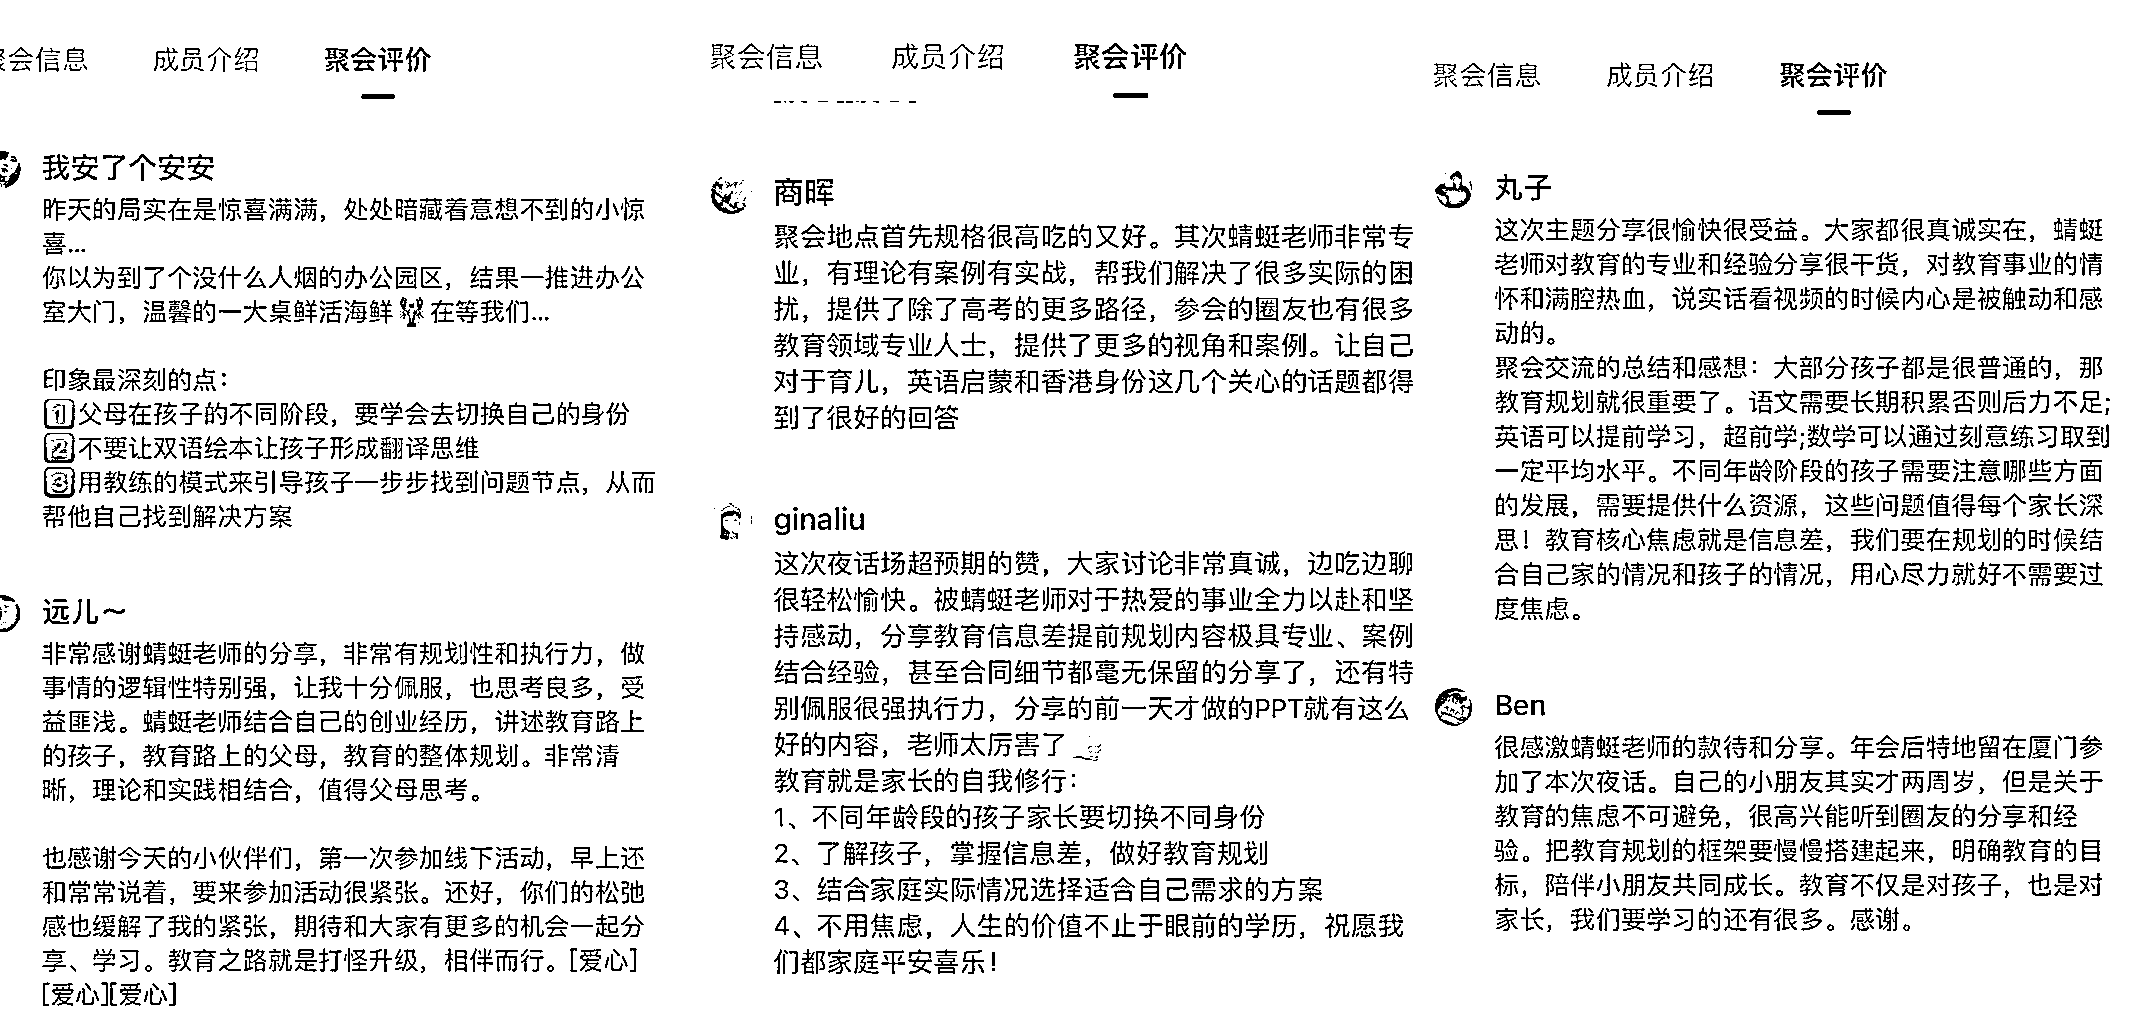 聚会信息 成员介绍 聚会评价
我安了个安安
昨天的局实在是惊喜满满，处处暗藏着意想不到的小惊
喜...
你以为到了个没什么人烟的办公园区，结果一推进办公
室大门，温馨的一大桌鲜活海鲜🦞在等我们...
印象最深刻的点：
1️⃣父母在孩子的不同阶段，要学会去切换自己的身份
2️⃣不要让双语绘本让孩子形成翻译思维
3️⃣用教练的模式来引导孩子一步步找到问题节点，从而
帮他自己找到解决方案
远儿～
非常感谢蜻蜓老师的分享，非常有规划性和执行力，做
事情的逻辑性特别强，让我十分佩服，也思考良多，受
益匪浅。蜻蜓老师结合自己的创业经历，讲述教育路上
的孩子，教育路上的父母，教育的整体规划。非常清
晰，理论和实践相结合，值得父母思考。
也感谢今天的小伙伴们，第一次参加线下活动，早上还
和常常说着，要来参加活动很紧张。还好，你们的松弛
感也缓解了我的紧张，期待和大家有更多的机会一起分
享、学习。教育之路就是打怪升级，相伴而行。[爱心]
[爱心][爱心]
聚会信息 成员介绍 聚会评价
商晖
聚会地点首先规格很高吃的又好。其次蜻蜓老师非常专
业，有理论有案例有实战，帮我们解决了很多实际的困
扰，提供了除了高考的更多路径，参会的圈友也有很多
教育领域专业人士，提供了更多的视角和案例。让自己
对于育儿，英语启蒙和香港身份这几个关心的话题都得
到了很好的回答
ginaliu
这次夜话场超预期的赞，大家讨论非常真诚，边吃边聊
很轻松愉快。被蜻蜓老师对于热爱的事业全力以赴和坚
持感动，分享教育信息差提前规划内容极具专业、案例
结合经验，甚至合同细节都毫无保留的分享了，还有特
别佩服很强执行力，分享的前一天才做的PPT就有这么
好的内容，老师太厉害了
教育就是家长的自我修行：
1、不同年龄段的孩子家长要切换不同身份
2、了解孩子，掌握信息差，做好教育规划
3、结合家庭实际情况选择适合自己需求的方案
4、不用焦虑，人生的价值不止于眼前的学历，祝愿我
们都家庭平安喜乐！
聚会信息 成员介绍 聚会评价
丸子
这次主题分享很愉快很受益。大家都很真诚实在，蜻蜓
老师对教育的专业和经验分享很干货，对教育事业的情
怀和满腔热血，说实话看视频的时候内心是被触动和感
动的。
聚会交流的总结和感想：大部分孩子都是很普通的，那
教育规划就很重要了。语文需要长期积累否则后力不足;
英语可以提前学习，超前学;数学可以通过刻意练习取到
一定平均水平。不同年龄阶段的孩子需要注意哪些方面
的发展，需要提供什么资源，这些问题值得每个家长深
思！教育核心焦虑就是信息差，我们要在规划的时候结
合自己家的情况和孩子的情况，用心尽力就好不需要过
度焦虑。
Ben
很感激蜻蜓老师的款待和分享。年会后特地留在厦门参
加了本次夜话。自己的小朋友其实才两周岁，但是关于
教育的焦虑不可避免，很高兴能听到圈友的分享和经
验。把教育规划的框架要慢慢搭建起来，明确教育的目
标，陪伴小朋友共同成长。教育不仅是对孩子，也是对
家长，我们要学习的还有很多。感谢。